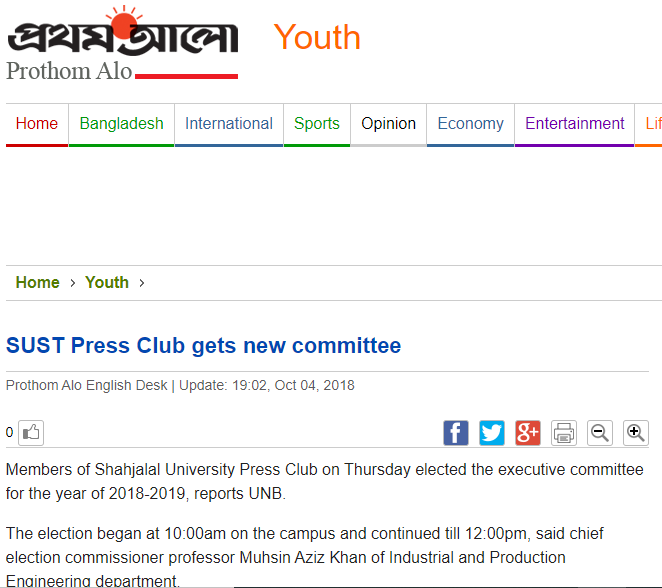 প্রথম আলো
Youth
Prothom Alo
Home Bangladesh International Sports Opinion Economy Entertainment Lif
Home › Youth ›
SUST Press Club gets new committee
Prothom Alo English Desk | Update: 19:02, Oct 04, 2018
0
f g+
Members of Shahjalal University Press Club on Thursday elected the executive committee
for the year of 2018-2019, reports UNB.
The election began at 10:00am on the campus and continued till 12:00pm, said chief
election commissioner professor Muhsin Aziz Khan of Industrial and Production
Engineering department.